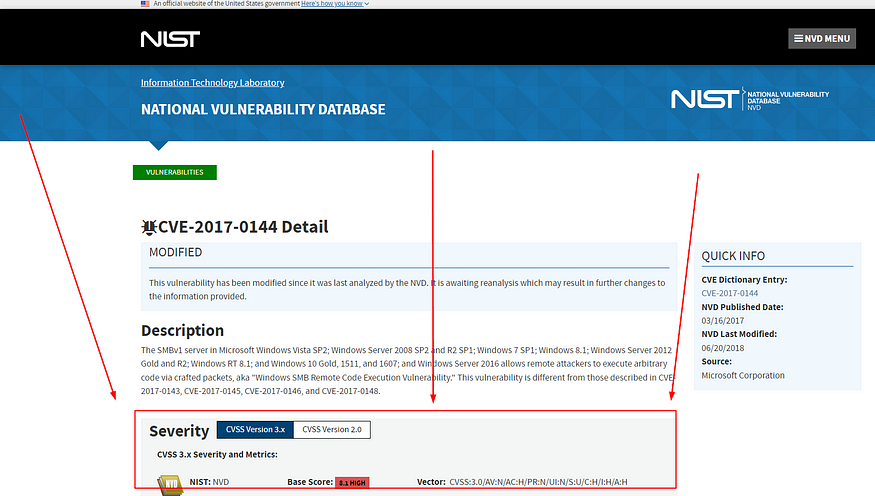 An official website of the United States government Here's how you know
NIST
NVD MENU
Information Technology Laboratory
NATIONAL VULNERABILITY DATABASE
NIST
NATIONAL VULNERABILITY
DATABASE
NVD
VULNERABILITIES
CVE-2017-0144 Detail
MODIFIED
This vulnerability has been modified since it was last analyzed by the NVD. It is awaiting reanalysis which may result in further changes to
the information provided.
Description
The SMBv1 server in Microsoft Windows Vista SP2; Windows Server 2008 SP2 and R2 SP1; Windows 7 SP1; Windows 8.1; Windows Server 2012
Gold and R2; Windows RT 8.1; and Windows 10 Gold, 1511, and 1607; and Windows Server 2016 allows remote attackers to execute arbitrary
code via crafted packets, aka "Windows SMB Remote Code Execution Vulnerability." This vulnerability is different from those described in CVE-
2017-0143, CVE-2017-0145, CVE-2017-0146, and CVE-2017-0148.
QUICK INFO
CVE Dictionary Entry:
CVE-2017-0144
NVD Published Date:
03/16/2017
NVD Last Modified:
06/20/2018
Source:
Microsoft Corporation
Severity CVSS Version 3.x CVSS Version 2.0
CVSS 3.x Severity and Metrics:
NIST: NVD Base Score: 8.1 HIGH Vector: CVSS:3.0/AV:N/AC:H/PR:N/UI:N/S:U/C:H/I:H/A:H